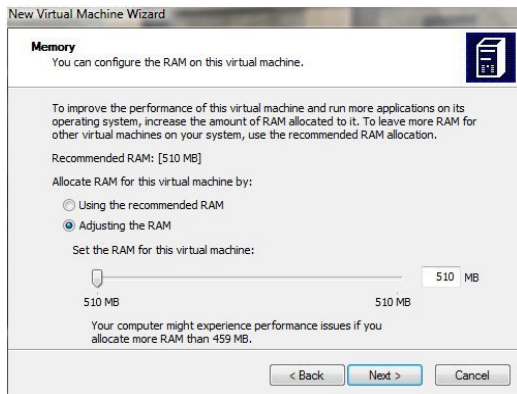 New Virtual Machine Wizard
Memory
You can configure the RAM on this virtual machine.
To improve the performance of this virtual machine and run more applications on its
operating system, increase the amount of RAM allocated to it. To leave more RAM for
other virtual machines on your system, use the recommended RAM allocation.
Recommended RAM: [510 MB]
Allocate RAM for this virtual machine by:
Using the recommended RAM
Adjusting the RAM
Set the RAM for this virtual machine:
510 MB
510 MB 510 MB
Your computer might experience performance issues if you
allocate more RAM than 459 MB.
< Back Next > Cancel